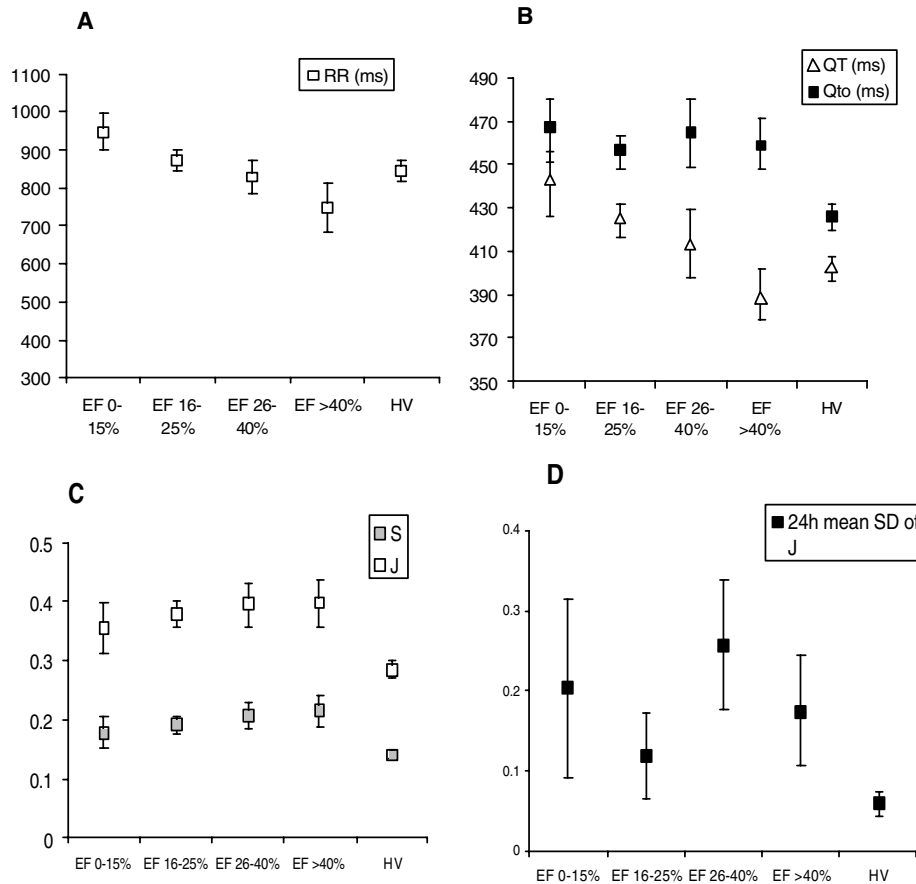 A
RR (ms)
1100
1000
900
800
700
600
500
400
300
EF 0-
15%
EF 16-
25%
EF 26-
40%
EF >40%
HV
B
QT (ms)
Qto (ms)
490
470
450
430
410
390
370
350
EF 0-
15%
EF 16-
25%
EF 26-
40%
EF
>40%
HV
C
S
J
0.5
0.4
0.3
0.2
0.1
0
EF 0-15%
EF 16-25%
EF 26-40%
EF >40%
HV
D
24h mean SD of
J
0.4
0.3
0.2
0.1
0
EF 0-15%
EF 16-25%
EF 26-40%
EF >40%
HV